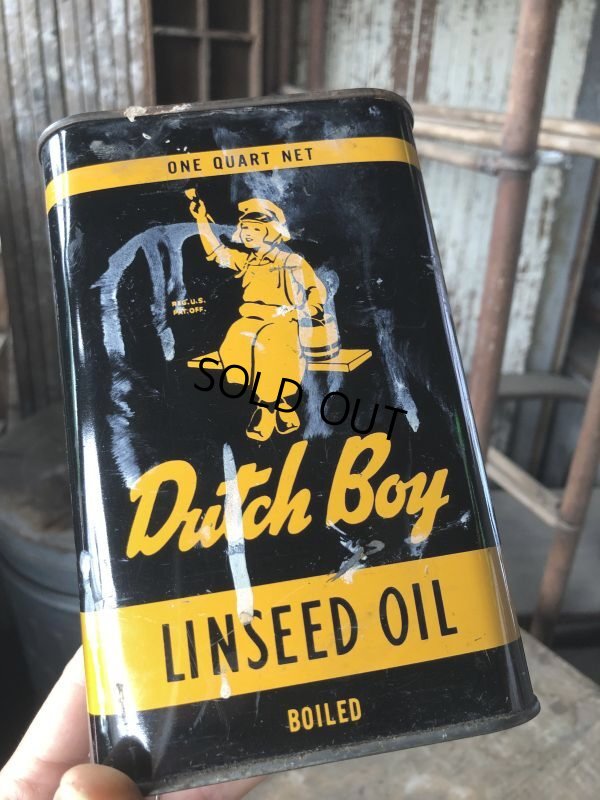 ONE QUART NET
REG. U.S.
PAT. OFF.
SOLD OUT
Dutch Boy
LINSEED OIL
BOILED